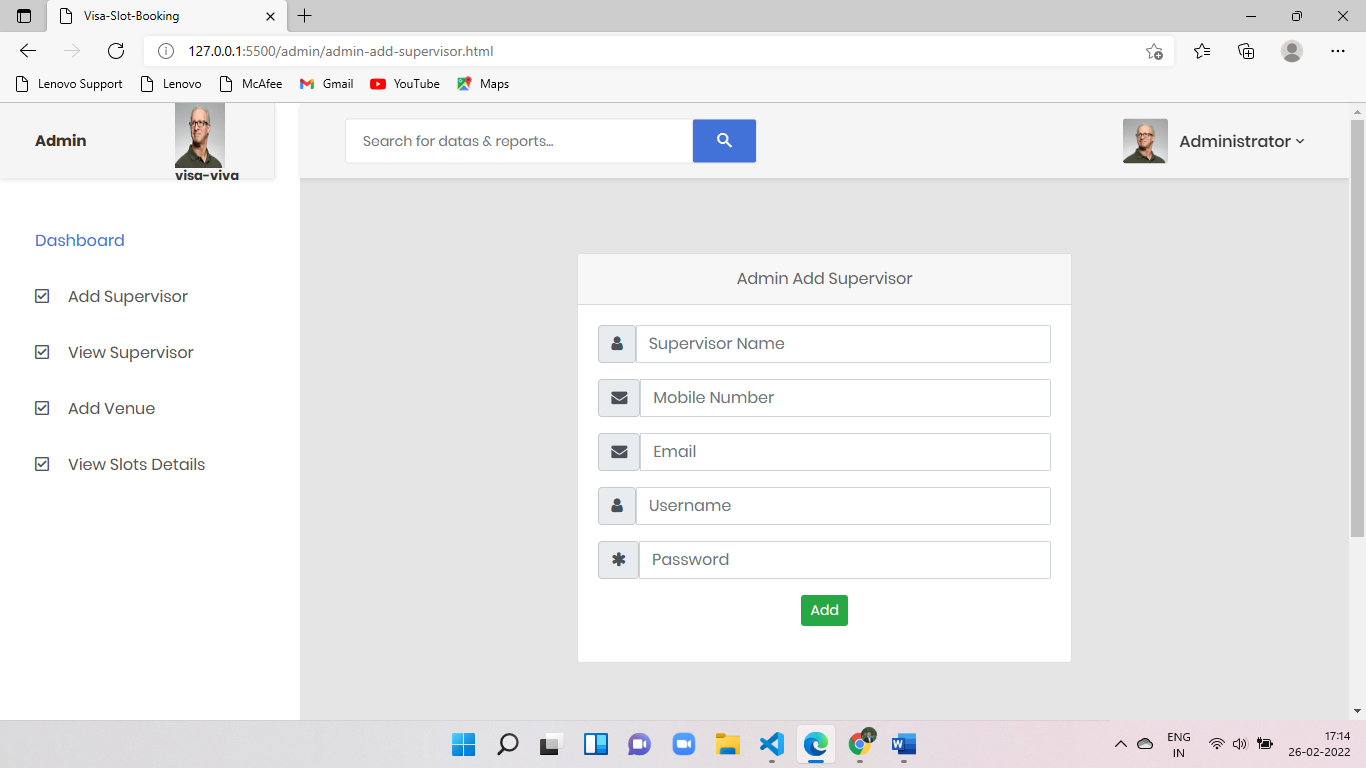 Visa-Slot-Booking
127.0.0.1:5500/admin/admin-add-supervisor.html
Lenovo Support Lenovo McAfee Gmail YouTube Maps
Admin
visa-viva
Search for datas & reports...
Administrator
Dashboard
Add Supervisor
View Supervisor
Add Venue
View Slots Details
Admin Add Supervisor
Supervisor Name
Mobile Number
Email
Username
Password
Add
ENG
IN
17:14
26-02-2022